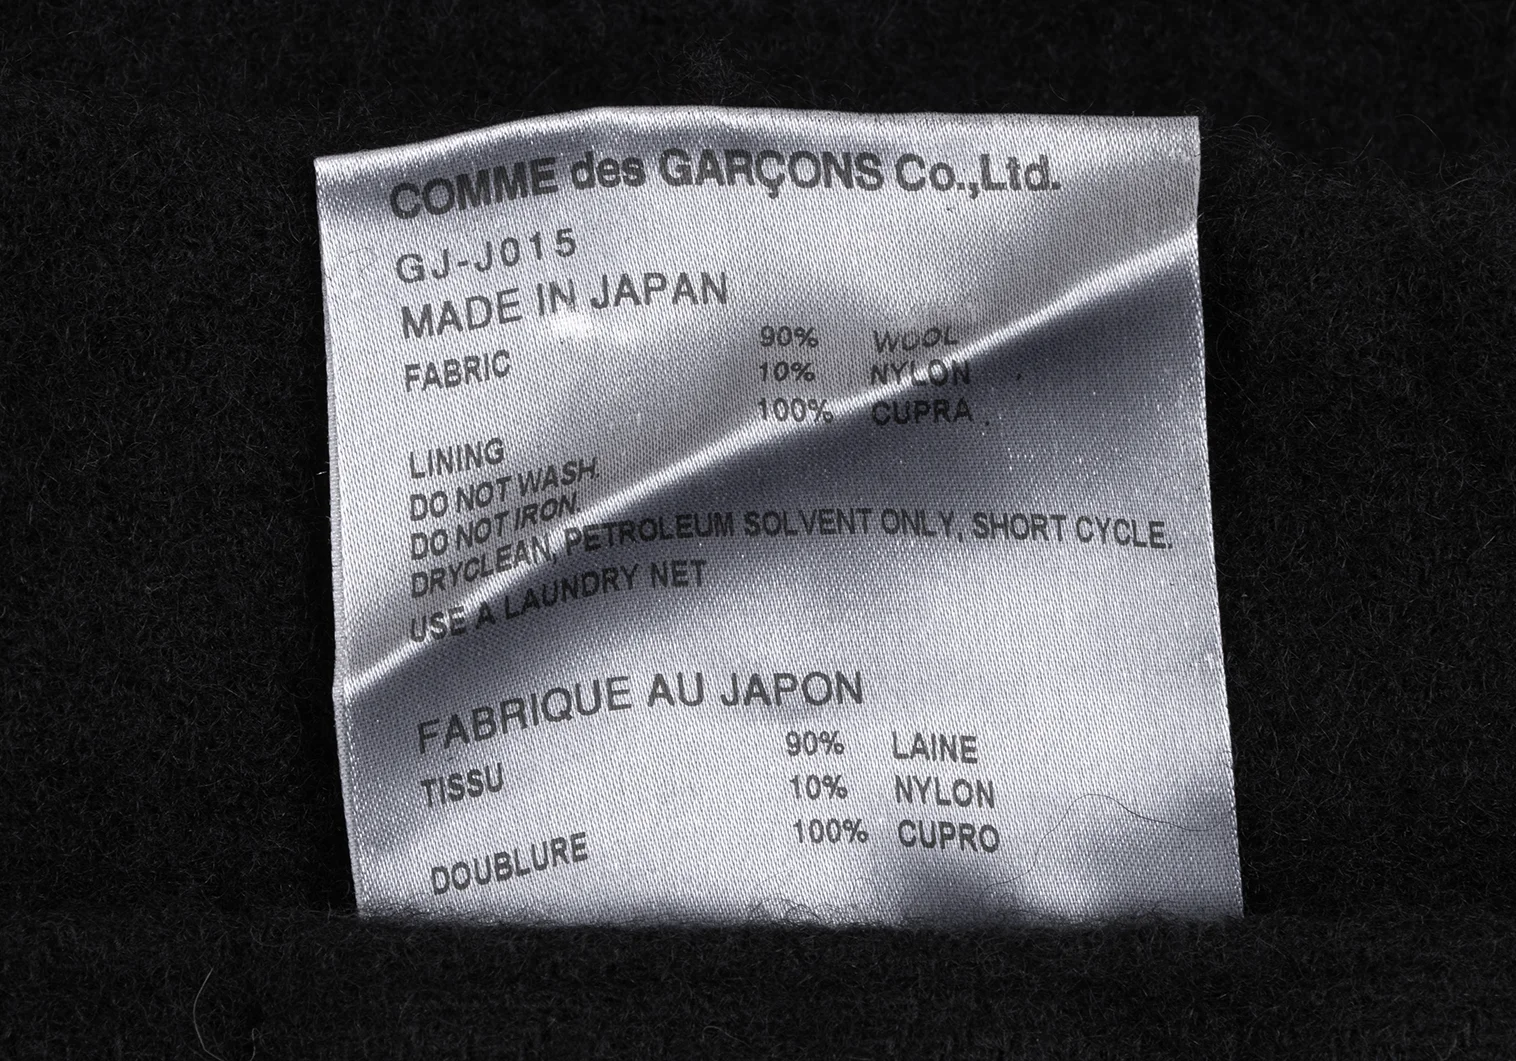 COMME des GARÇONS Co.,Ltd.
GJ-J015
MADE IN JAPAN
FABRIC 90% WOOL
10% NYLON
LINING 100% CUPRA
DO NOT WASH.
DO NOT IRON.
DRYCLEAN, PETROLEUM SOLVENT ONLY, SHORT CYCLE.
USE A LAUNDRY NET
FABRIQUE AU JAPON
TISSU 90% LAINE
10% NYLON
DOUBLURE 100% CUPRO